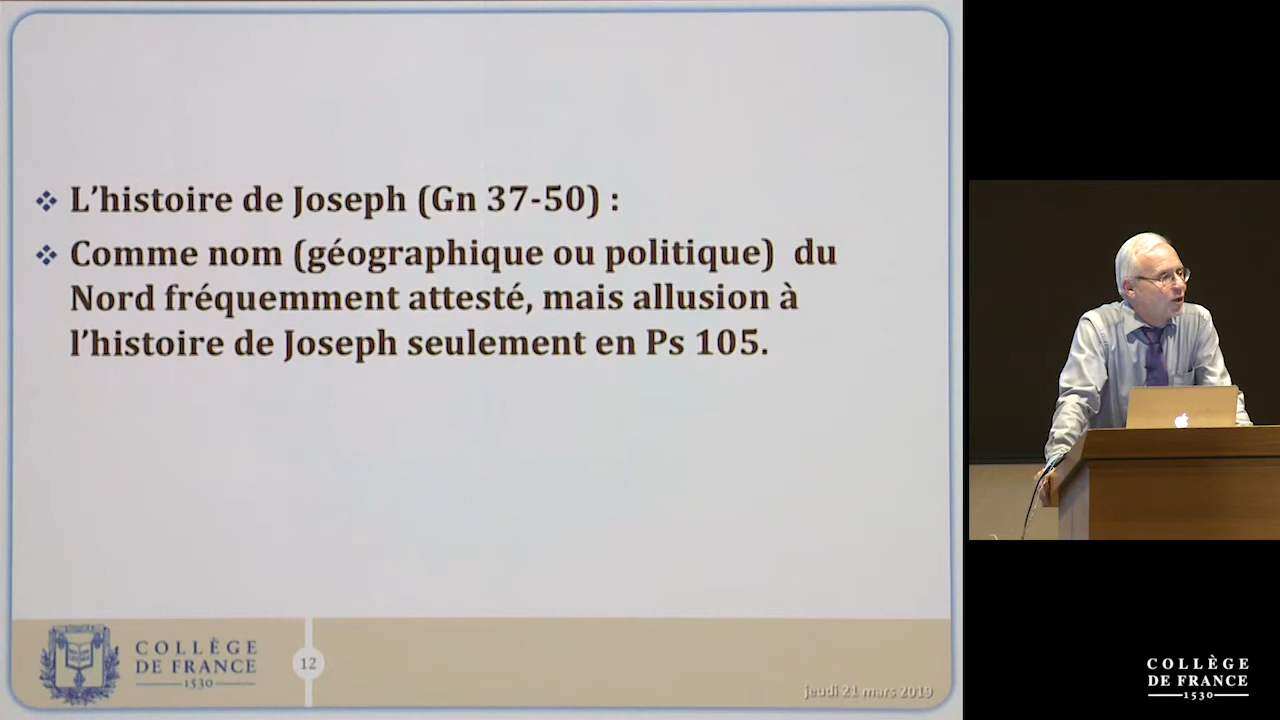 L'histoire de Joseph (Gn 37-50) :
Comme nom (géographique ou politique) du
Nord fréquemment attesté, mais allusion à
l'histoire de Joseph seulement en Ps 105.
COLLÈGE
DE FRANCE
1530
12
jeudi 21 mars 2019
COLLÈGE
DE FRANCE
1530